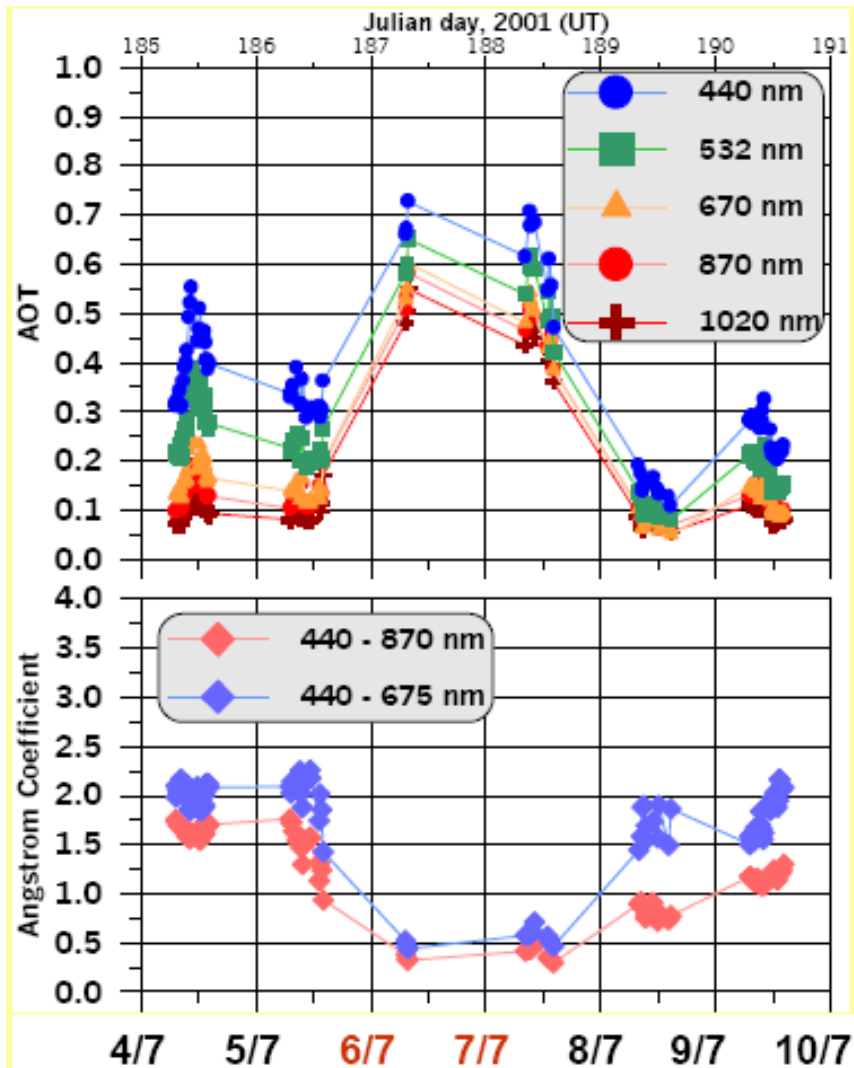 Julian day, 2001 (UT)
185 186 187 188 189 190 191
1.0
0.9
0.8
0.7
0.6
0.5
0.4
0.3
0.2
0.1
0.0
AOT
440 nm
532 nm
670 nm
870 nm
1020 nm
4.0
3.5
3.0
2.5
2.0
1.5
1.0
0.5
0.0
Angstrom Coefficient
440 - 870 nm
440 - 675 nm
4/7 5/7 6/7 7/7 8/7 9/7 10/7